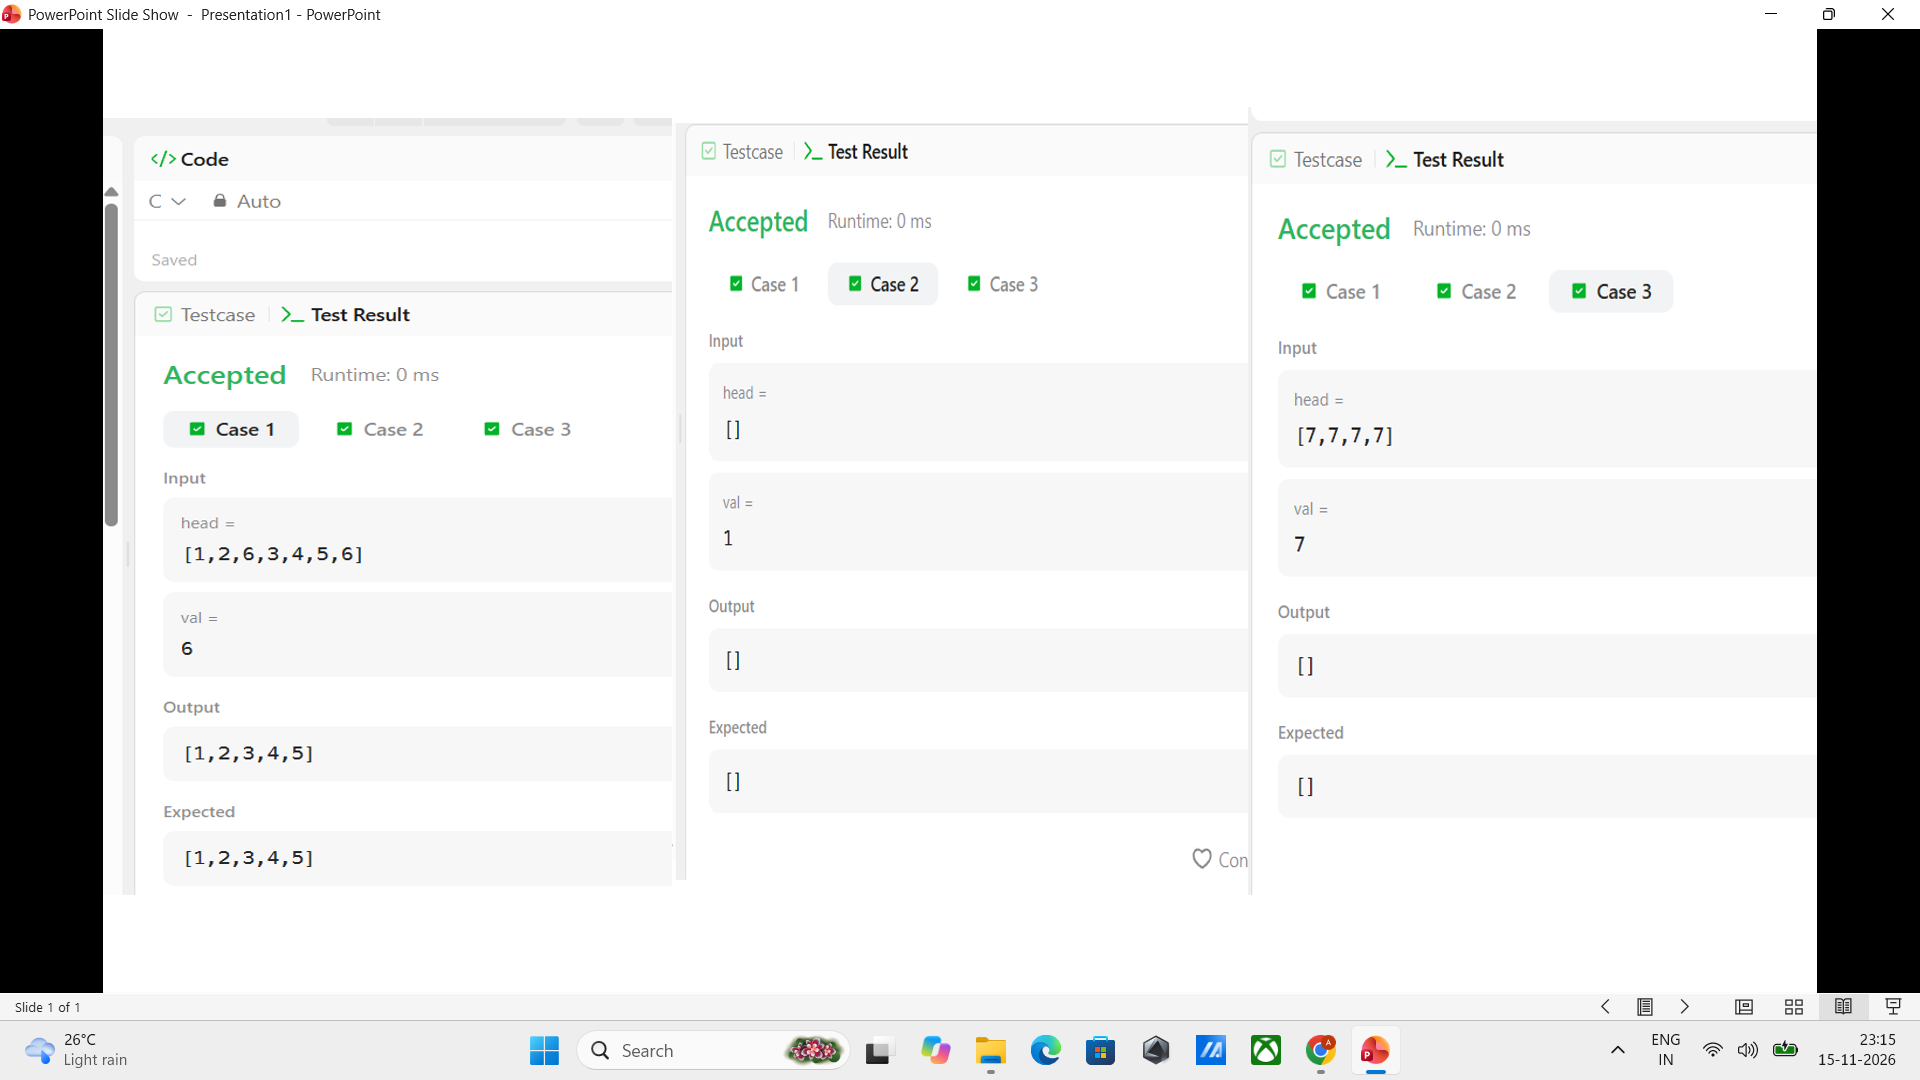 PowerPoint Slide Show - Presentation1 - PowerPoint
Code
C
Auto
Saved
Testcase
Test Result
Accepted
Runtime: 0 ms
Case 1
Case 2
Case 3
Input
head =
[1,2,6,3,4,5,6]
val =
6
Output
[1,2,3,4,5]
Expected
[1,2,3,4,5]
Testcase
Test Result
Accepted
Runtime: 0 ms
Case 1
Case 2
Case 3
Input
head =
[]
val =
1
Output
[]
Expected
[]
Con
Testcase
Test Result
Accepted
Runtime: 0 ms
Case 1
Case 2
Case 3
Input
head =
[7,7,7,7]
val =
7
Output
[]
Expected
[]
Slide 1 of 1
26°C
Light rain
Search
ENG
IN
23:15
15-11-2026